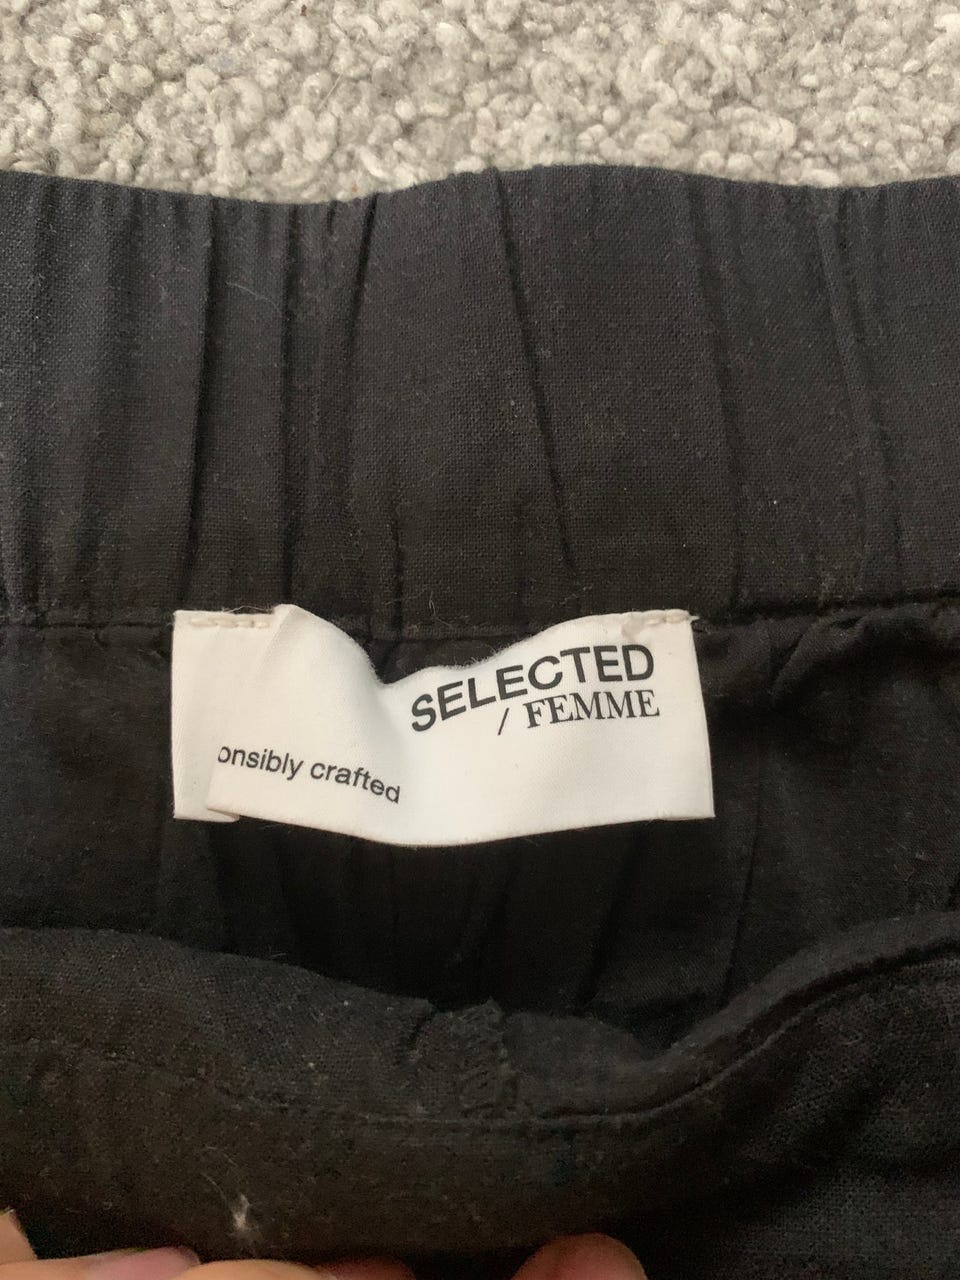 SELECTED
/ FEMME
onsibly crafted